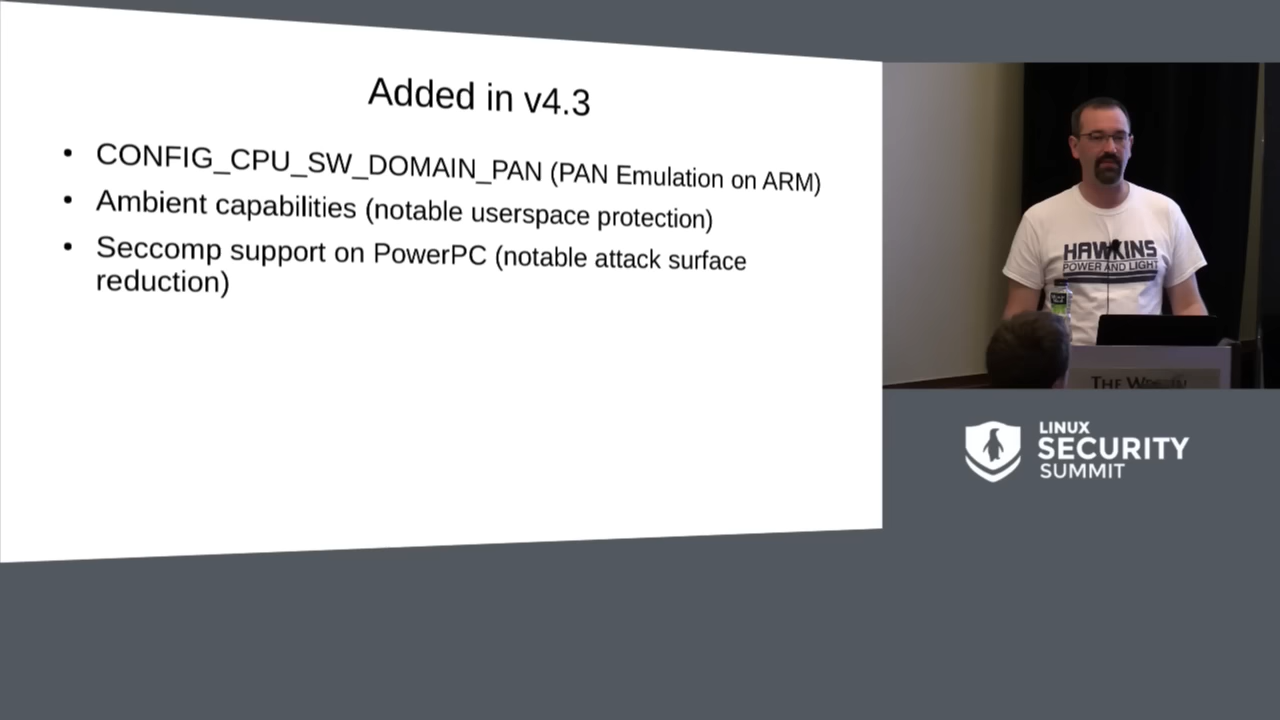 Added in v4.3
• CONFIG_CPU_SW_DOMAIN_PAN (PAN Emulation on ARM)
• Ambient capabilities (notable userspace protection)
• Seccomp support on PowerPC (notable attack surface
reduction)
HAWKINS
POWER AND LIGHT
THE
LINUX
SECURITY
SUMMIT